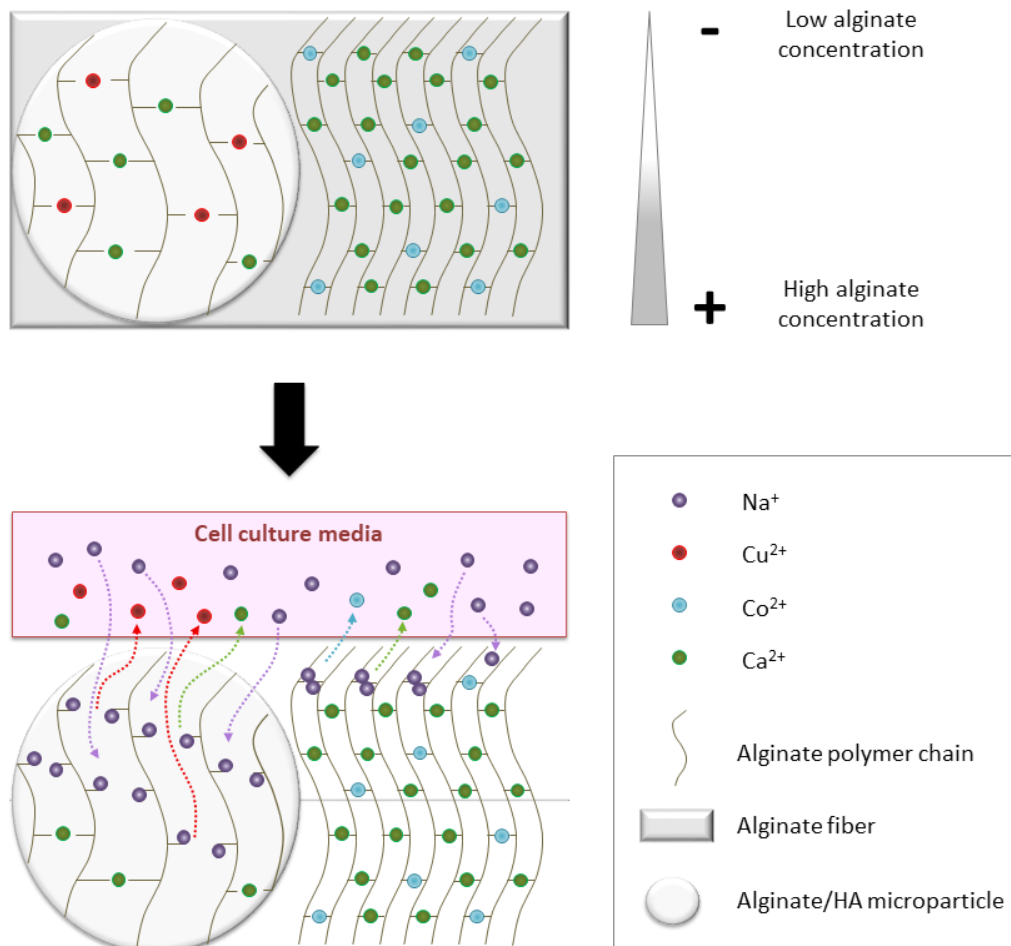 Low alginate
concentration
-
+
High alginate
concentration
Cell culture media
Na⁺
Cu²⁺
Co²⁺
Ca²⁺
Alginate polymer chain
Alginate fiber
Alginate/HA microparticle